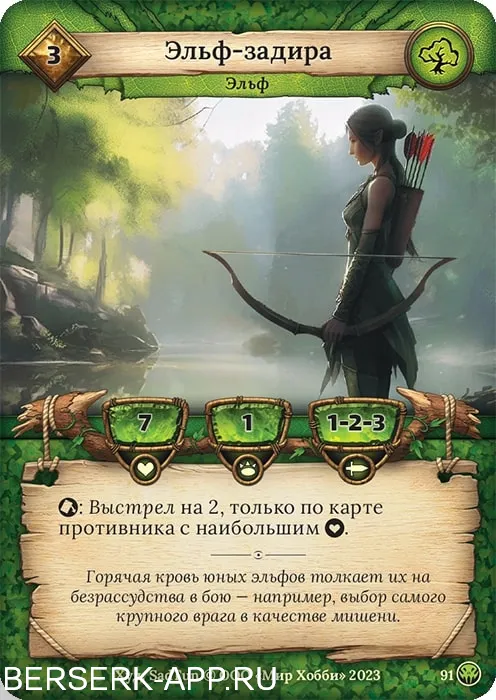 3
Эльф-задира
Эльф
7
1
1-2-3
: Выстрел на 2, только по карте
противника с наибольшим .
Горячая кровь юных эльфов толкает их на
безрассудства в бою — например, выбор самого
крупного врага в качестве мишени.
«Мир Хобби» 2023
91
BERSERK-APP.RU